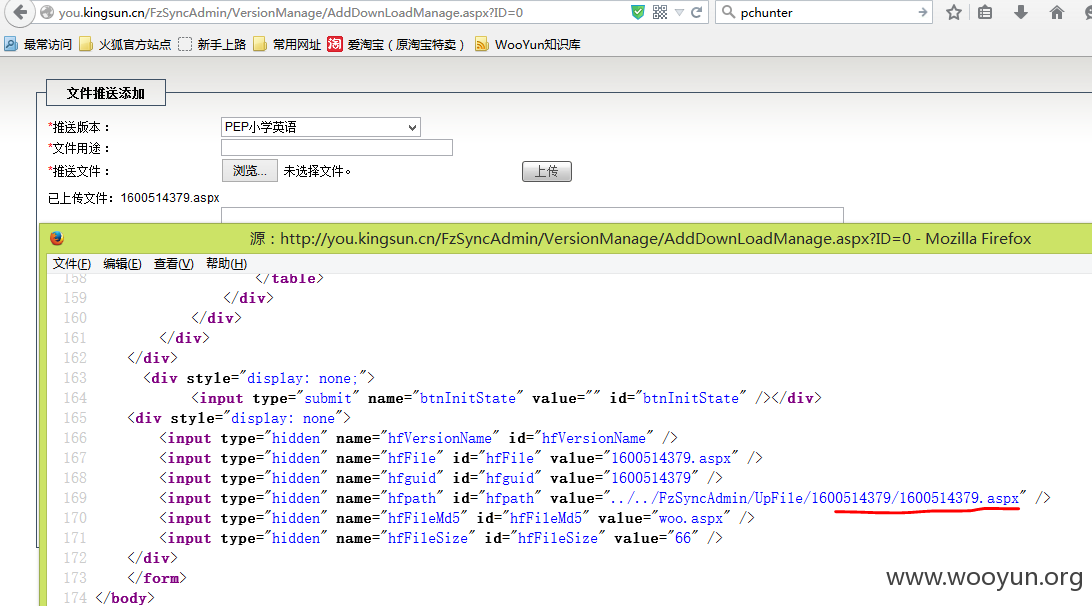 you.kingsun.cn/FzSyncAdmin/VersionManage/AddDownLoadManage.aspx?ID=0
pchunter
最常访问 火狐官方站点 新手上路 常用网址 爱淘宝（原淘宝特卖） WooYun知识库
文件推送添加
*推送版本： PEP小学英语
*文件用途：
*推送文件： 浏览... 未选择文件。 上传
已上传文件：1600514379.aspx
源：http://you.kingsun.cn/FzSyncAdmin/VersionManage/AddDownLoadManage.aspx?ID=0 - Mozilla Firefox
文件(F) 编辑(E) 查看(V) 帮助(H)
158 </table>
159 </div>
160 </div>
161 </div>
162 </div>
163 <div style="display: none;">
164 <input type="submit" name="btnInitState" value="" id="btnInitState" /></div>
165 <div style="display: none">
166 <input type="hidden" name="hfVersionName" id="hfVersionName" />
167 <input type="hidden" name="hfFile" id="hfFile" value="1600514379.aspx" />
168 <input type="hidden" name="hfguid" id="hfguid" value="1600514379" />
169 <input type="hidden" name="hfpath" id="hfpath" value="../../FzSyncAdmin/UpFile/1600514379/1600514379.aspx" />
170 <input type="hidden" name="hfFileMd5" id="hfFileMd5" value="woo.aspx" />
171 <input type="hidden" name="hfFileSize" id="hfFileSize" value="66" />
172 </div>
173 </form>
174 </body>
www.wooyun.org